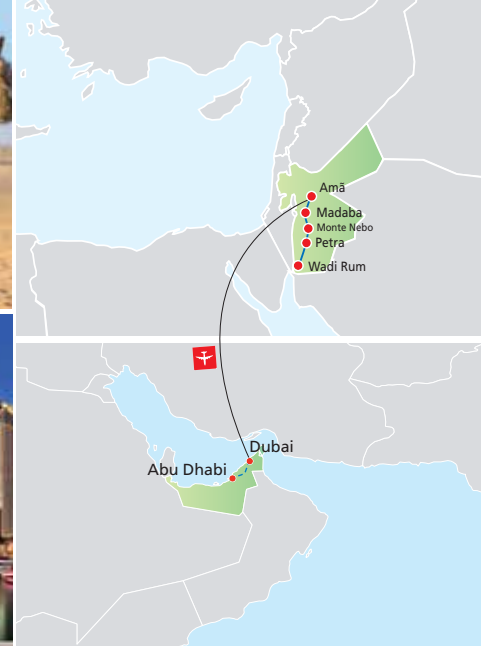 Amã
Madaba
Monte Nebo
Petra
Wadi Rum
Dubai
Abu Dhabi